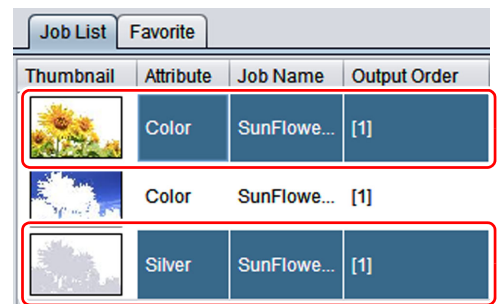 Job List Favorite
Thumbnail Attribute Job Name Output Order
Color SunFlowe... [1]
Color SunFlowe... [1]
Silver SunFlowe... [1]